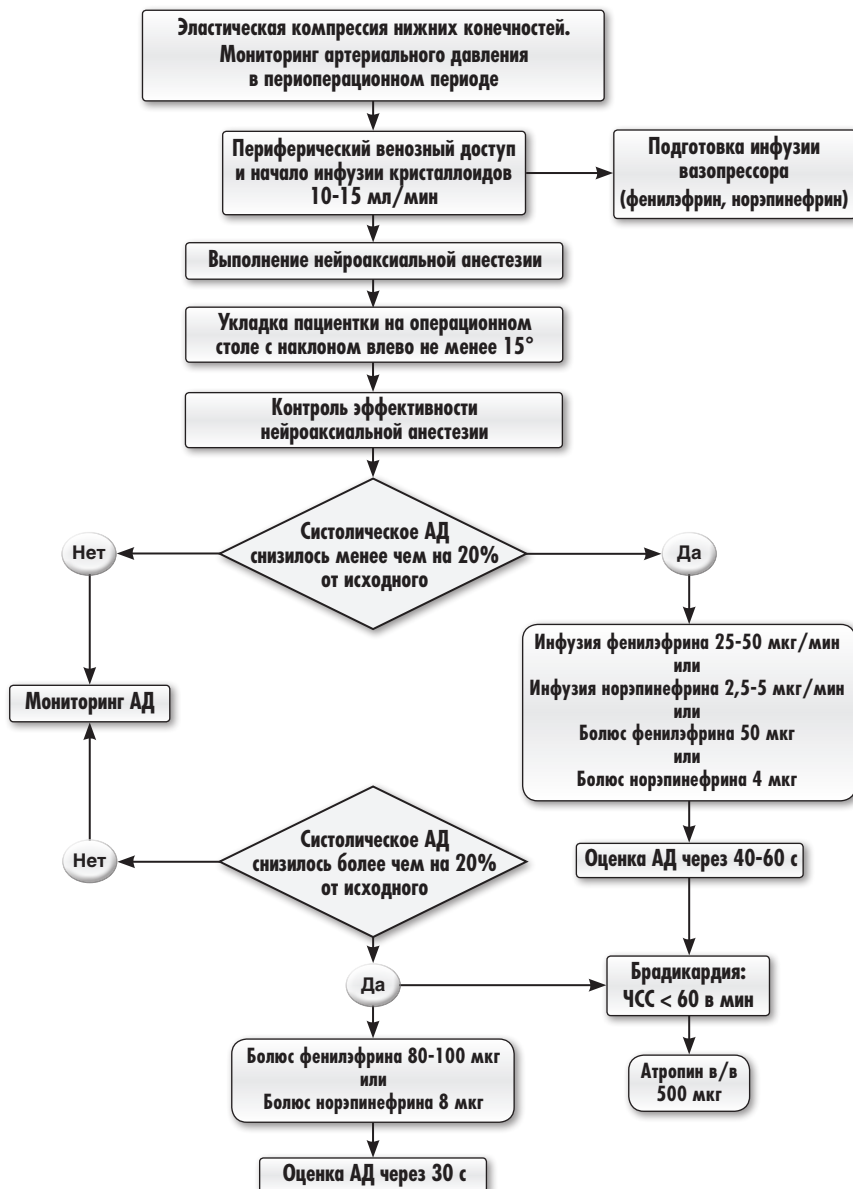 Эластическая компрессия нижних конечностей.
Мониторинг артериального давления
в периоперационном периоде
Периферический венозный доступ
и начало инфузии кристаллоидов
10-15 мл/мин
Подготовка инфузии
вазопрессора
(фенилэфрин, норэпинефрин)
Выполнение нейроаксиальной анестезии
Укладка пациентки на операционном
столе с наклоном влево не менее 15°
Контроль эффективности
нейроаксиальной анестезии
Систолическое АД
снизилось менее чем на 20%
от исходного
Нет
Да
Инфузия фенилэфрина 25-50 мкг/мин
или
Инфузия норэпинефрина 2,5-5 мкг/мин
или
Болюс фенилэфрина 50 мкг
или
Болюс норэпинефрина 4 мкг
Мониторинг АД
Систолическое АД
снизилось более чем на 20%
от исходного
Нет
Оценка АД через 40-60 с
Да
Брадикардия:
ЧСС < 60 в мин
Болюс фенилэфрина 80-100 мкг
или
Болюс норэпинефрина 8 мкг
Атропин в/в
500 мкг
Оценка АД через 30 с